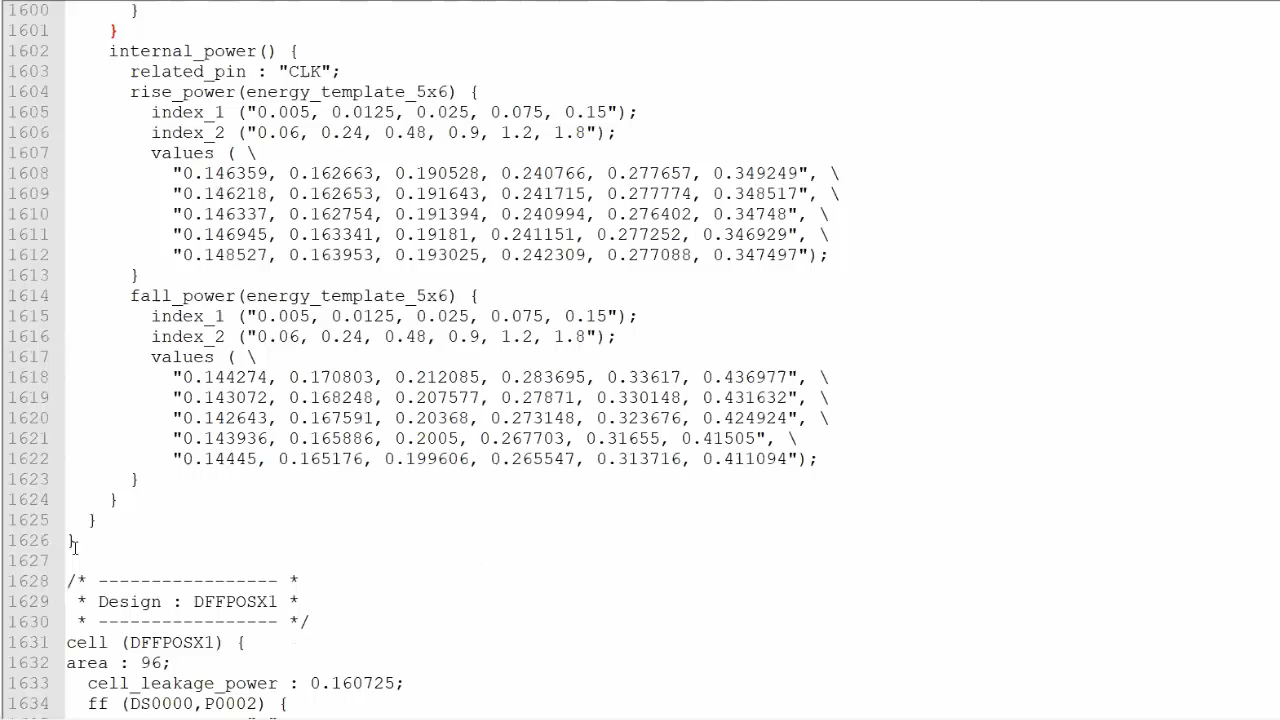 1600 }
1601 }
1602 internal_power() {
1603 related_pin : "CLK";
1604 rise_power(energy_template_5x6) {
1605 index_1 ("0.005, 0.0125, 0.025, 0.075, 0.15");
1606 index_2 ("0.06, 0.24, 0.48, 0.9, 1.2, 1.8");
1607 values ( \
1608 "0.146359, 0.162663, 0.190528, 0.240766, 0.277657, 0.349249", \
1609 "0.146218, 0.162653, 0.191643, 0.241715, 0.277774, 0.348517", \
1610 "0.146337, 0.162754, 0.191394, 0.240994, 0.276402, 0.34748", \
1611 "0.146945, 0.163341, 0.19181, 0.241151, 0.277252, 0.346929", \
1612 "0.148527, 0.163953, 0.193025, 0.242309, 0.277088, 0.347497");
1613 }
1614 fall_power(energy_template_5x6) {
1615 index_1 ("0.005, 0.0125, 0.025, 0.075, 0.15");
1616 index_2 ("0.06, 0.24, 0.48, 0.9, 1.2, 1.8");
1617 values ( \
1618 "0.144274, 0.170803, 0.212085, 0.283695, 0.33617, 0.436977", \
1619 "0.143072, 0.168248, 0.207577, 0.27871, 0.330148, 0.431632", \
1620 "0.142643, 0.167591, 0.20368, 0.273148, 0.323676, 0.424924", \
1621 "0.143936, 0.165886, 0.2005, 0.267703, 0.31655, 0.41505", \
1622 "0.14445, 0.165176, 0.199606, 0.265547, 0.313716, 0.411094");
1623 }
1624 }
1625 }
1626 }
1627
1628 /* ----------------- *
1629 * Design : DFFPOSX1 *
1630 * ----------------- */
1631 cell (DFFPOSX1) {
1632 area : 96;
1633 cell_leakage_power : 0.160725;
1634 ff (DS0000,P0002) {